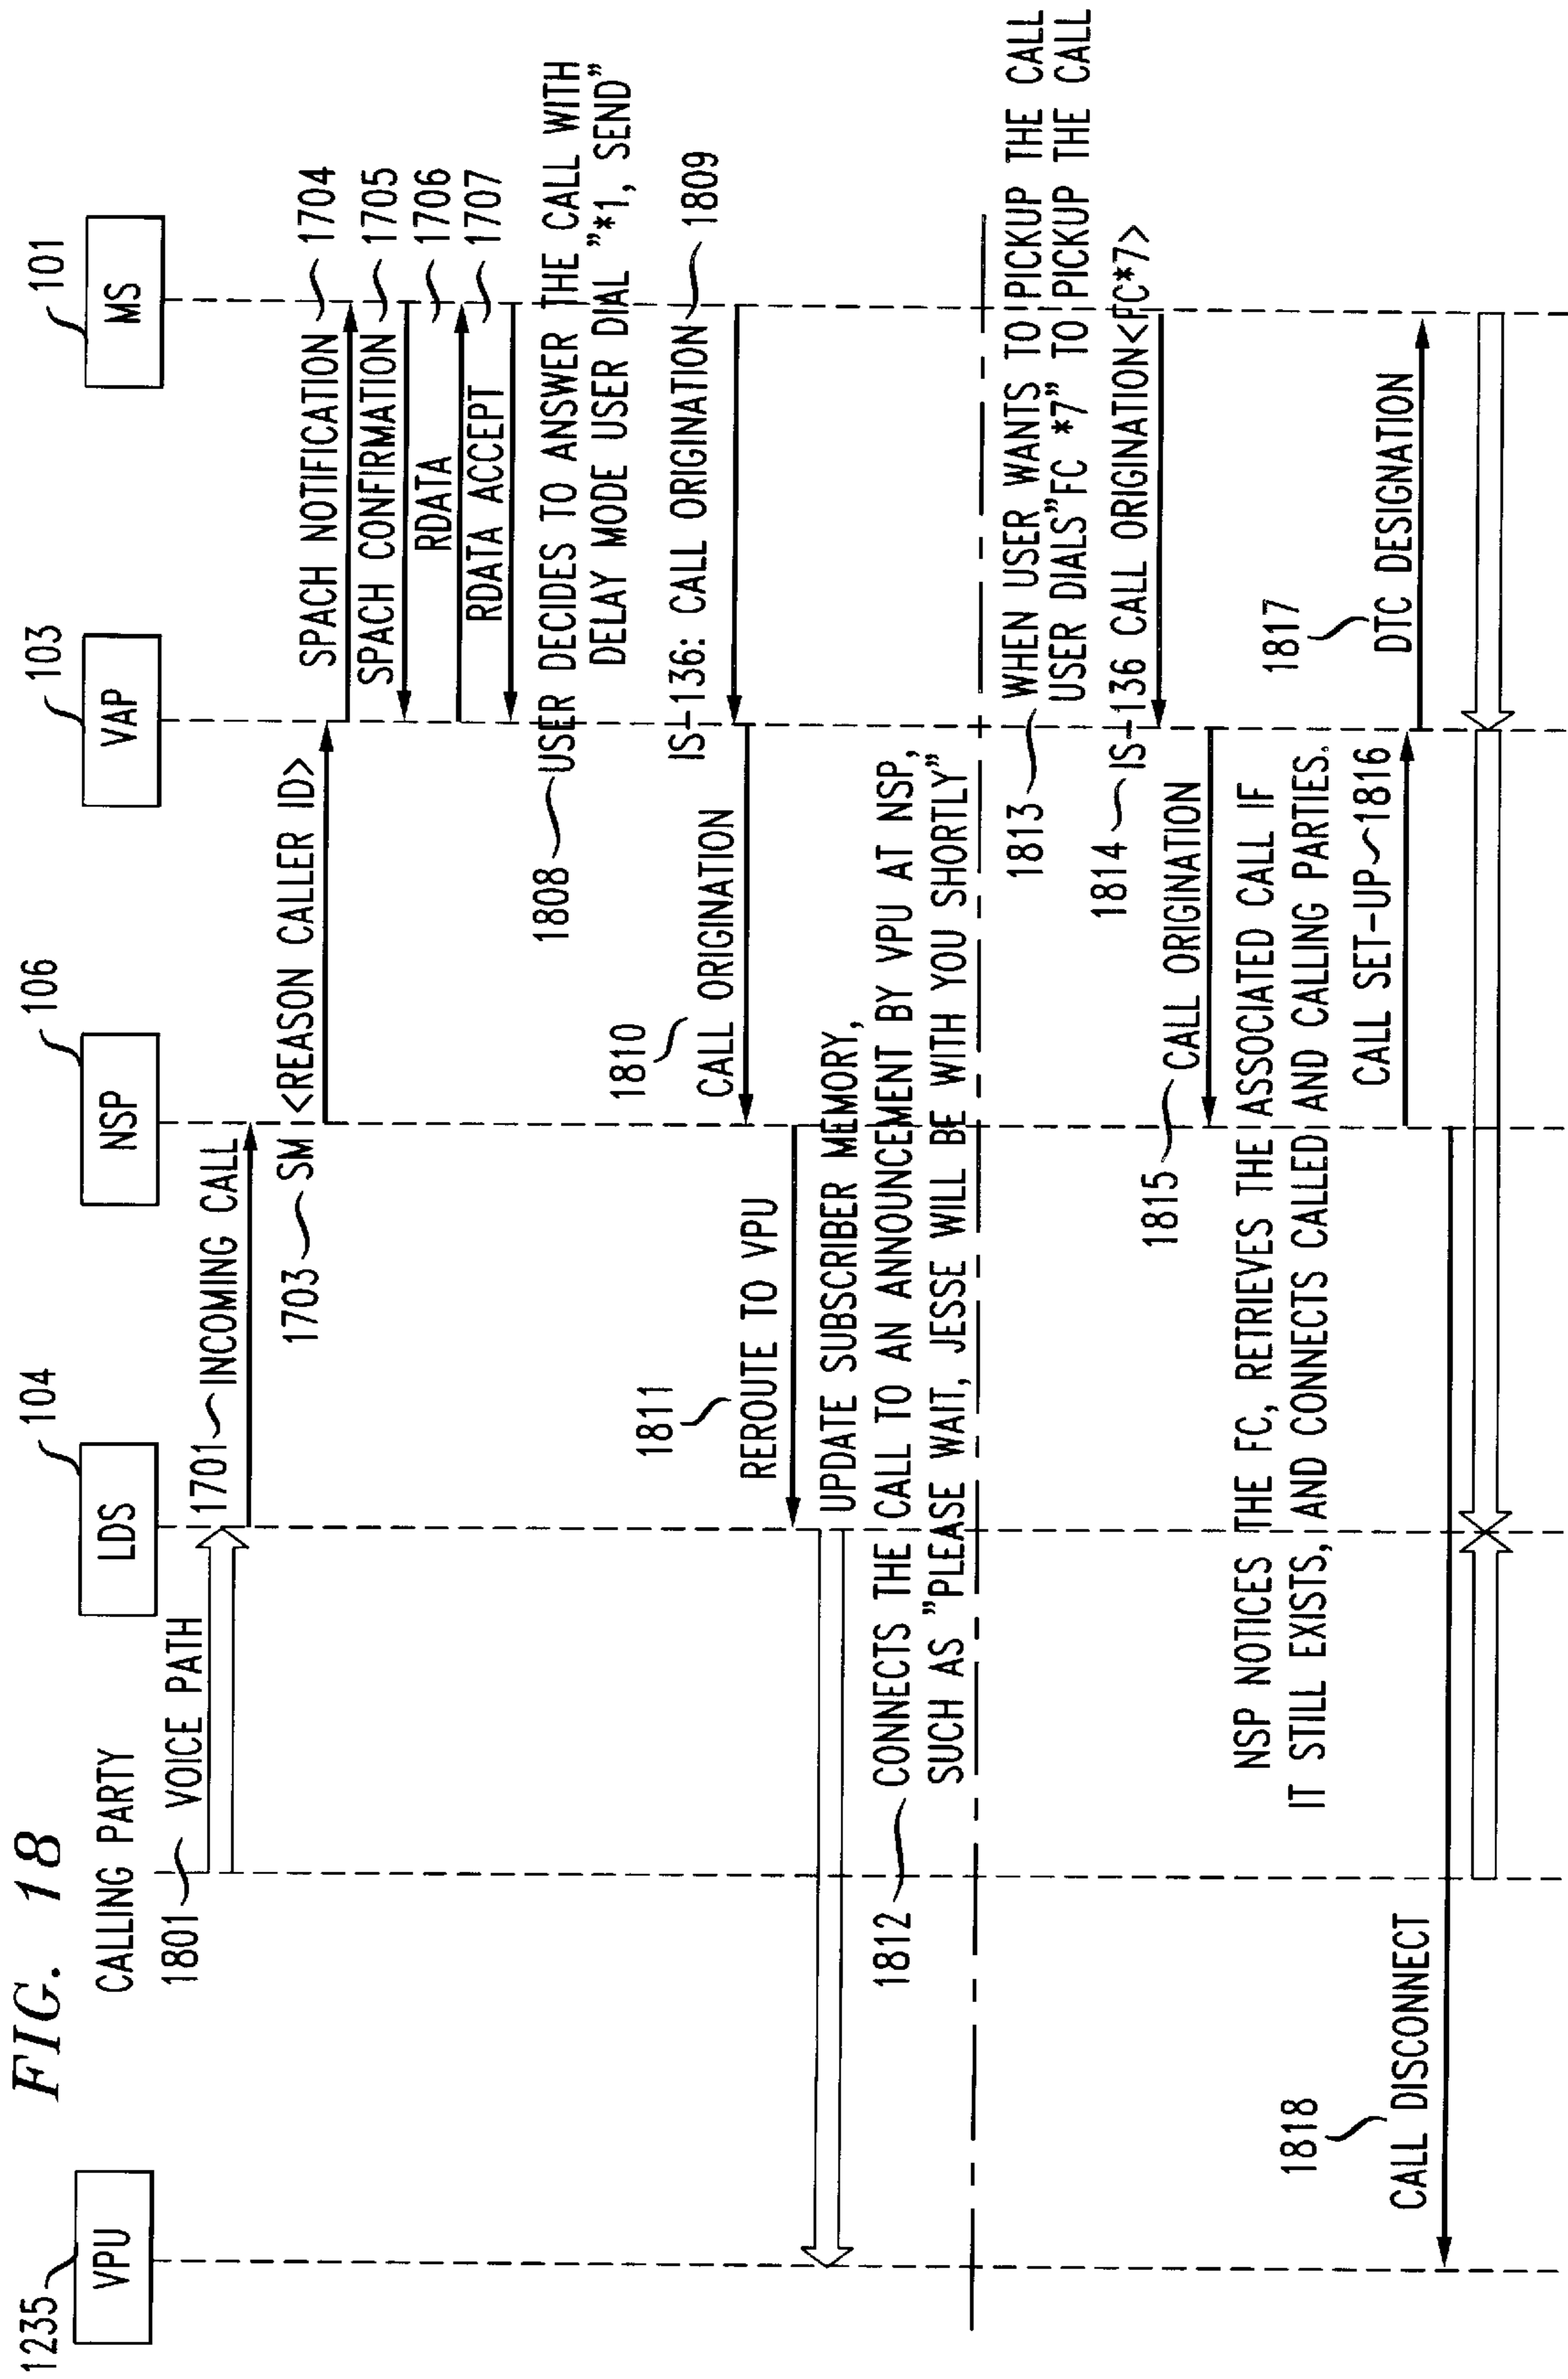 FIG. 18
1235
VPU
CALLING PARTY
104
LDS
106
NSP
103
VAP
101
MS
1801
VOICE PATH
1701
INCOMING CALL
1703
SM <REASON CALLER ID>
SPACH NOTIFICATION
1704
SPACH CONFIRMATION
1705
RDATA
1706
RDATA ACCEPT
1707
1808
USER DECIDES TO ANSWER THE CALL WITH
DELAY MODE USER DIAL "*1, SEND"
IS-136: CALL ORIGINATION
1809
1810
CALL ORIGINATION
1811
REROUTE TO VPU
UPDATE SUBSCRIBER MEMORY,
1812
CONNECTS THE CALL TO AN ANNOUNCEMENT BY VPU AT NSP,
SUCH AS "PLEASE WAIT, JESSE WILL BE WITH YOU SHORTLY"
1813
WHEN USER WANTS TO PICKUP THE CALL
USER DIALS"FC *7" TO PICKUP THE CALL
1814
IS-136 CALL ORIGINATION<FC*7>
1815
CALL ORIGINATION
NSP NOTICES THE FC, RETRIEVES THE ASSOCIATED CALL IF
IT STILL EXISTS, AND CONNECTS CALLED AND CALLING PARTIES.
CALL SET-UP
1816
1817
DTC DESIGNATION
1818
CALL DISCONNECT